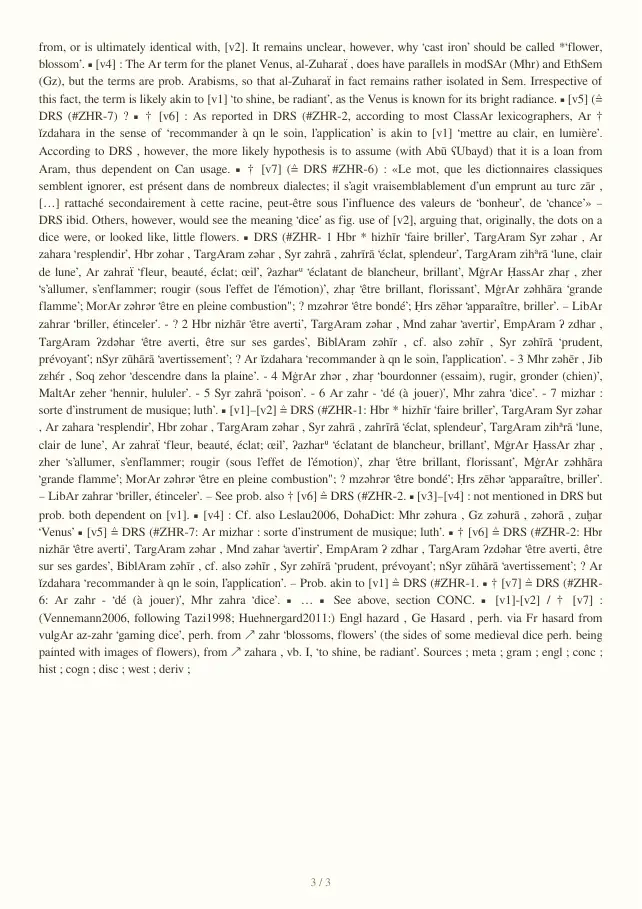 from, or is ultimately identical with, [v2]. It remains unclear, however, why ‘cast iron’ should be called *‘flower,
blossom’. ▪ [v4] : The Ar term for the planet Venus, al-Zuharaẗ , does have parallels in modSAr (Mhr) and EthSem
(Gz), but the terms are prob. Arabisms, so that al-Zuharaẗ in fact remains rather isolated in Sem. Irrespective of
this fact, the term is likely akin to [v1] ‘to shine, be radiant’, as the Venus is known for its bright radiance. ▪ [v5] (≙
DRS (#ZHR-7) ? ▪ † [v6] : As reported in DRS (#ZHR-2, according to most ClassAr lexicographers, Ar †
ĭzdahara in the sense of ‘recommander à qn le soin, l'application’ is akin to [v1] ‘mettre au clair, en lumière’.
According to DRS , however, the more likely hypothesis is to assume (with Abū ʕUbayd) that it is a loan from
Aram, thus dependent on Can usage. ▪ † [v7] (≙ DRS #ZHR-6) : «Le mot, que les dictionnaires classiques
semblent ignorer, est présent dans de nombreux dialectes; il s'agit vraisemblablement d'un emprunt au turc zār ,
[…] rattaché secondairement à cette racine, peut-être sous l'influence des valeurs de ‘bonheur’, de ‘chance’» –
DRS ibid. Others, however, would see the meaning ‘dice’ as fig. use of [v2], arguing that, originally, the dots on a
dice were, or looked like, little flowers. ▪ DRS (#ZHR- 1 Hbr * hizhīr ‘faire briller’, TargAram Syr zəhar , Ar
zahara ‘resplendir’, Hbr zohar , TargAram zəhar , Syr zahrā , zahrīrā ‘éclat, splendeur’, TargAram zihᵃrā ‘lune, clair
de lune’, Ar zahraẗ ‘fleur, beauté, éclat; œil’, ʔazharᵘ ‘éclatant de blancheur, brillant’, MġrAr ḤassAr zhaṛ , zher
‘s'allumer, s'enflammer; rougir (sous l'effet de l'émotion)’, zhaṛ ‘être brillant, florissant’, MġrAr zəhhāra ‘grande
flamme’; MorAr zəhrər ‘être en pleine combustion"; ? mzəhrər ‘être bondé’; Ḥrs zēhər ‘apparaître, briller’. – LibAr
zahrar ‘briller, étinceler’. - ? 2 Hbr nizhār ‘être averti’, TargAram zəhar , Mnd zahar ‘avertir’, EmpAram ʔ zdhar ,
TargAram ʔzdəhar ‘être averti, être sur ses gardes’, BiblAram zəhīr , cf. also zəhīr , Syr zəhīrā ‘prudent,
prévoyant’; nSyr zūhārā ‘avertissement’; ? Ar ĭzdahara ‘recommander à qn le soin, l'application’. - 3 Mhr zəhēr , Jib
zɛhɛ́r , Soq zehor ‘descendre dans la plaine’. - 4 MġrAr zhər , zhaṛ ‘bourdonner (essaim), rugir, gronder (chien)’,
MaltAr zeher ‘hennir, hululer’. - 5 Syr zahrā ‘poison’. - 6 Ar zahr - ‘dé (à jouer)’, Mhr zahra ‘dice’. - 7 mizhar :
sorte d'instrument de musique; luth’. ▪ [v1]–[v2] ≙ DRS (#ZHR-1: Hbr * hizhīr ‘faire briller’, TargAram Syr zəhar
, Ar zahara ‘resplendir’, Hbr zohar , TargAram zəhar , Syr zahrā , zahrīrā ‘éclat, splendeur’, TargAram zihᵃrā ‘lune,
clair de lune’, Ar zahraẗ ‘fleur, beauté, éclat; œil’, ʔazharᵘ ‘éclatant de blancheur, brillant’, MġrAr ḤassAr zhaṛ ,
zher ‘s'allumer, s'enflammer; rougir (sous l'effet de l'émotion)’, zhaṛ ‘être brillant, florissant’, MġrAr zəhhāra
‘grande flamme’; MorAr zəhrər ‘être en pleine combustion"; ? mzəhrər ‘être bondé’; Ḥrs zēhər ‘apparaître, briller’.
– LibAr zahrar ‘briller, étinceler’. – See prob. also † [v6] ≙ DRS (#ZHR-2. ▪ [v3]–[v4] : not mentioned in DRS but
prob. both dependent on [v1]. ▪ [v4] : Cf. also Leslau2006, DohaDict: Mhr zəhura , Gz zəhurā , zəhorā , zuḫar
‘Venus’ ▪ [v5] ≙ DRS (#ZHR-7: Ar mizhar : sorte d'instrument de musique; luth’. ▪ † [v6] ≙ DRS (#ZHR-2: Hbr
nizhār ‘être averti’, TargAram zəhar , Mnd zahar ‘avertir’, EmpAram ʔ zdhar , TargAram ʔzdəhar ‘être averti, être
sur ses gardes’, BiblAram zəhīr , cf. also zəhīr , Syr zəhīrā ‘prudent, prévoyant’; nSyr zūhārā ‘avertissement’; ? Ar
ĭzdahara ‘recommander à qn le soin, l'application’. – Prob. akin to [v1] ≙ DRS (#ZHR-1. ▪ † [v7] ≙ DRS (#ZHR-
6: Ar zahr - ‘dé (à jouer)’, Mhr zahra ‘dice’. ▪ … ▪ See above, section CONC. ▪ [v1]-[v2] / † [v7] :
(Vennemann2006, following Tazi1998; Huehnergard2011:) Engl hazard , Ge Hasard , perh. via Fr hasard from
vulgAr az-zahr ‘gaming dice’, perh. from ↗ zahr ‘blossoms, flowers’ (the sides of some medieval dice perh. being
painted with images of flowers), from ↗ zahara , vb. I, ‘to shine, be radiant’. Sources ; meta ; gram ; engl ; conc ;
hist ; cogn ; disc ; west ; deriv ;
3 / 3